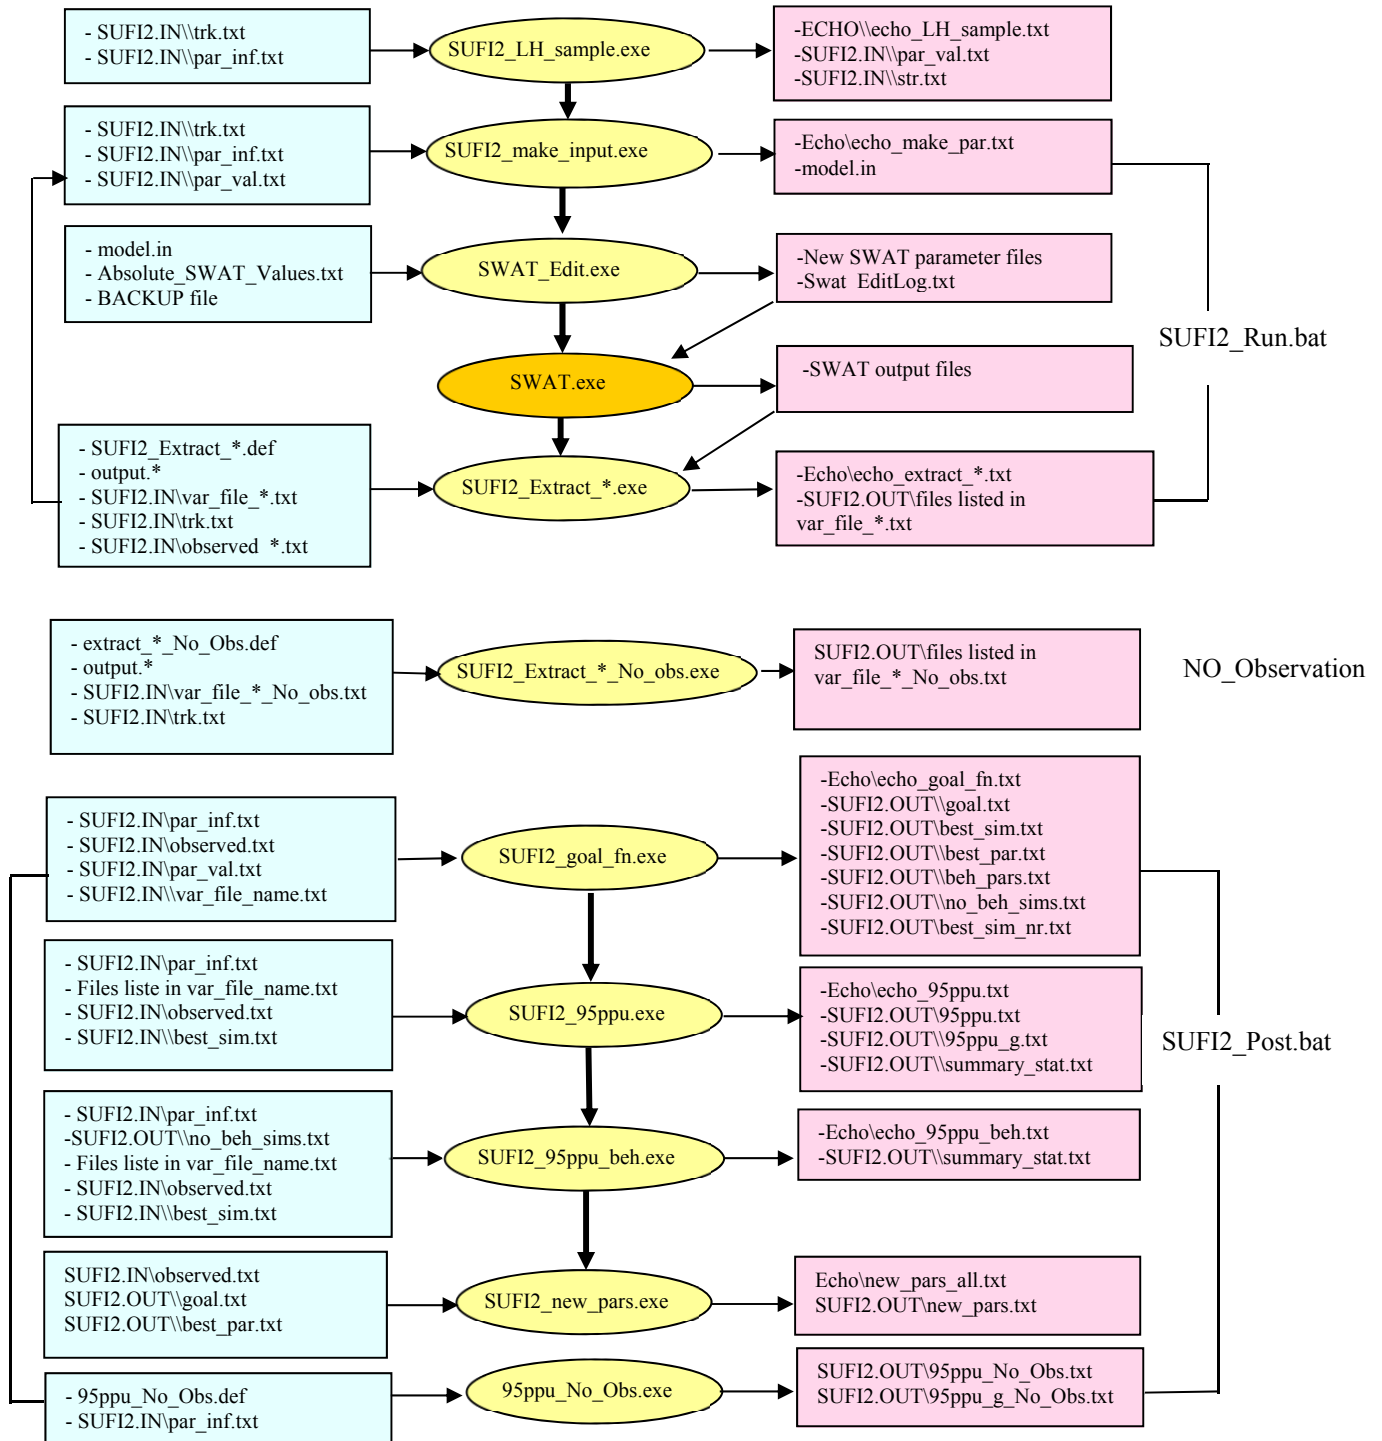 - SUFI2.IN\\trk.txt
- SUFI2.IN\\par_inf.txt
SUFI2_LH_sample.exe
-ECHO\\echo_LH_sample.txt
-SUFI2.IN\\par_val.txt
-SUFI2.IN\\str.txt
- SUFI2.IN\\trk.txt
- SUFI2.IN\\par_inf.txt
- SUFI2.IN\\par_val.txt
SUFI2_make_input.exe
-Echo\echo_make_par.txt
-model.in
- model.in
- Absolute_SWAT_Values.txt
- BACKUP file
SWAT_Edit.exe
-New SWAT parameter files
-Swat_EditLog.txt
SUFI2_Run.bat
SWAT.exe
-SWAT output files
- SUFI2_Extract_*.def
- output.*
- SUFI2.IN\var_file_*.txt
- SUFI2.IN\trk.txt
- SUFI2.IN\observed_*.txt
SUFI2_Extract_*.exe
-Echo\echo_extract_*.txt
-SUFI2.OUT\files listed in
var_file_*.txt
- extract_*_No_Obs.def
- output.*
- SUFI2.IN\var_file_*_No_obs.txt
- SUFI2.IN\trk.txt
SUFI2_Extract_*_No_obs.exe
SUFI2.OUT\files listed in
var_file_*_No_obs.txt
NO_Observation
- SUFI2.IN\par_inf.txt
- SUFI2.IN\observed.txt
- SUFI2.IN\par_val.txt
- SUFI2.IN\\var_file_name.txt
SUFI2_goal_fn.exe
-Echo\echo_goal_fn.txt
-SUFI2.OUT\\goal.txt
-SUFI2.OUT\best_sim.txt
-SUFI2.OUT\\best_par.txt
-SUFI2.OUT\\beh_pars.txt
-SUFI2.OUT\\no_beh_sims.txt
-SUFI2.OUT\best_sim_nr.txt
- SUFI2.IN\par_inf.txt
- Files liste in var_file_name.txt
- SUFI2.IN\observed.txt
- SUFI2.IN\\best_sim.txt
SUFI2_95ppu.exe
-Echo\echo_95ppu.txt
-SUFI2.OUT\95ppu.txt
-SUFI2.OUT\\95ppu_g.txt
-SUFI2.OUT\\summary_stat.txt
SUFI2_Post.bat
- SUFI2.IN\par_inf.txt
-SUFI2.OUT\\no_beh_sims.txt
- Files liste in var_file_name.txt
- SUFI2.IN\observed.txt
- SUFI2.IN\\best_sim.txt
SUFI2_95ppu_beh.exe
-Echo\echo_95ppu_beh.txt
-SUFI2.OUT\\summary_stat.txt
SUFI2.IN\observed.txt
SUFI2.OUT\\goal.txt
SUFI2.OUT\\best_par.txt
SUFI2_new_pars.exe
Echo\new_pars_all.txt
SUFI2.OUT\new_pars.txt
- 95ppu_No_Obs.def
- SUFI2.IN\par_inf.txt
95ppu_No_Obs.exe
SUFI2.OUT\95ppu_No_Obs.txt
SUFI2.OUT\95ppu_g_No_Obs.txt